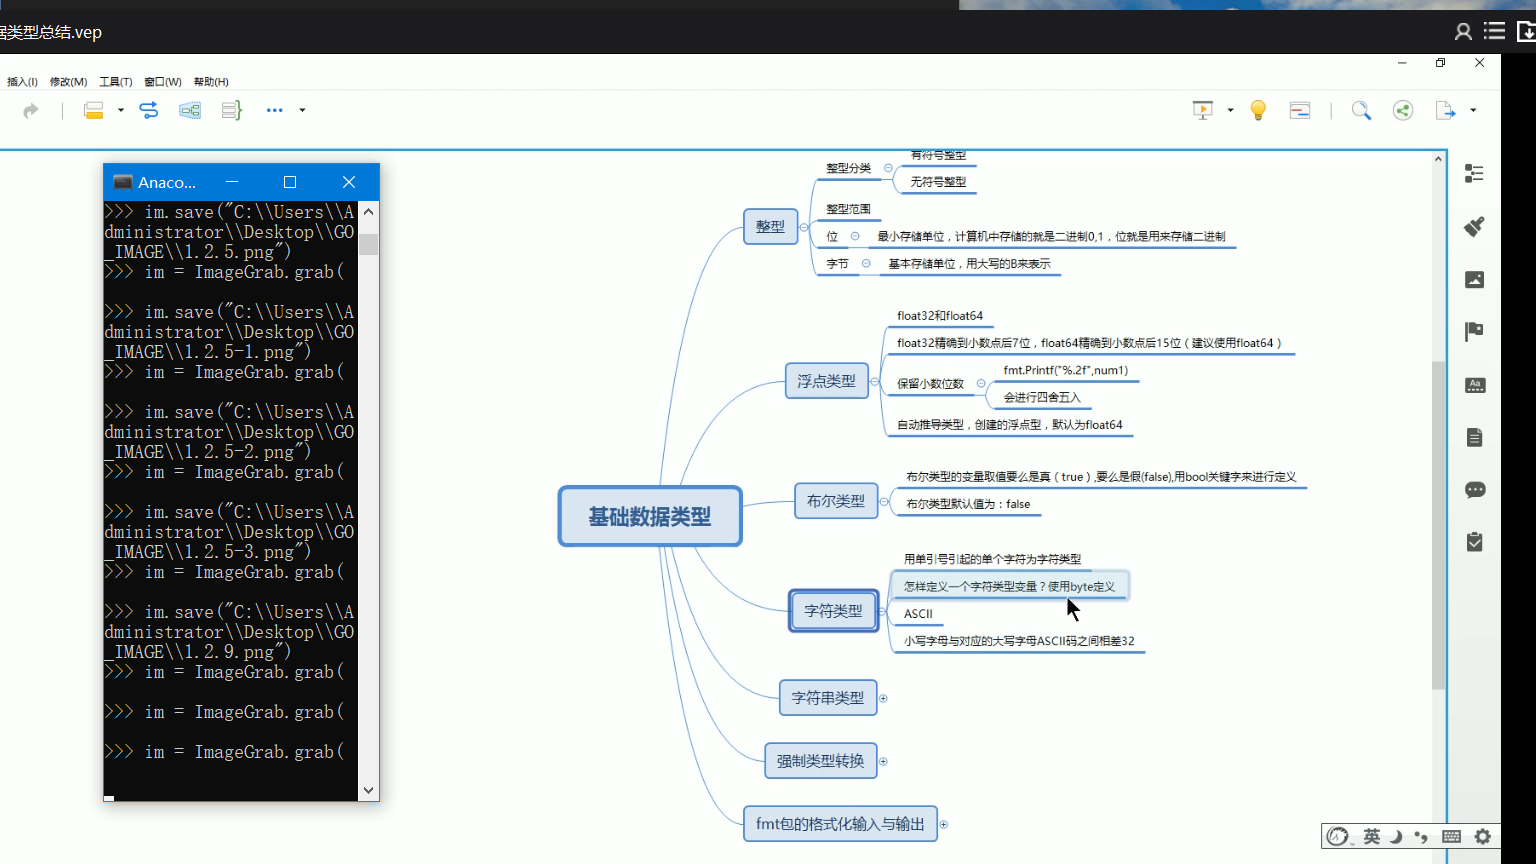 据类型总结.vep
插入(I) 修改(M) 工具(T) 窗口(W) 帮助(H)
Anaco...
>>> im.save("C:\\Users\\A
dministrator\\Desktop\\GO
_IMAGE\\1.2.5.png")
>>> im = ImageGrab.grab(
>>> im.save("C:\\Users\\A
dministrator\\Desktop\\GO
_IMAGE\\1.2.5-1.png")
>>> im = ImageGrab.grab(
>>> im.save("C:\\Users\\A
dministrator\\Desktop\\GO
_IMAGE\\1.2.5-2.png")
>>> im = ImageGrab.grab(
>>> im.save("C:\\Users\\A
dministrator\\Desktop\\GO
_IMAGE\\1.2.5-3.png")
>>> im = ImageGrab.grab(
>>> im.save("C:\\Users\\A
dministrator\\Desktop\\GO
_IMAGE\\1.2.9.png")
>>> im = ImageGrab.grab(
>>> im = ImageGrab.grab(
>>> im = ImageGrab.grab(
基础数据类型
整型
整型分类
有符号整型
无符号整型
整型范围
位
最小存储单位，计算机中存储的就是二进制0,1，位就是用来存储二进制
字节
基本存储单位，用大写的B来表示
浮点类型
float32和float64
float32精确到小数点后7位，float64精确到小数点后15位（建议使用float64）
保留小数位数
fmt.Printf("%.2f",num1)
会进行四舍五入
自动推导类型，创建的浮点型，默认为float64
布尔类型
布尔类型的变量取值要么是真（true）,要么是假(false),用bool关键字来进行定义
布尔类型默认值为：false
字符类型
用单引号引起的单个字符为字符类型
怎样定义一个字符类型变量？使用byte定义
ASCII
小写字母与对应的大写字母ASCII码之间相差32
字符串类型
强制类型转换
fmt包的格式化输入与输出
Aa
英